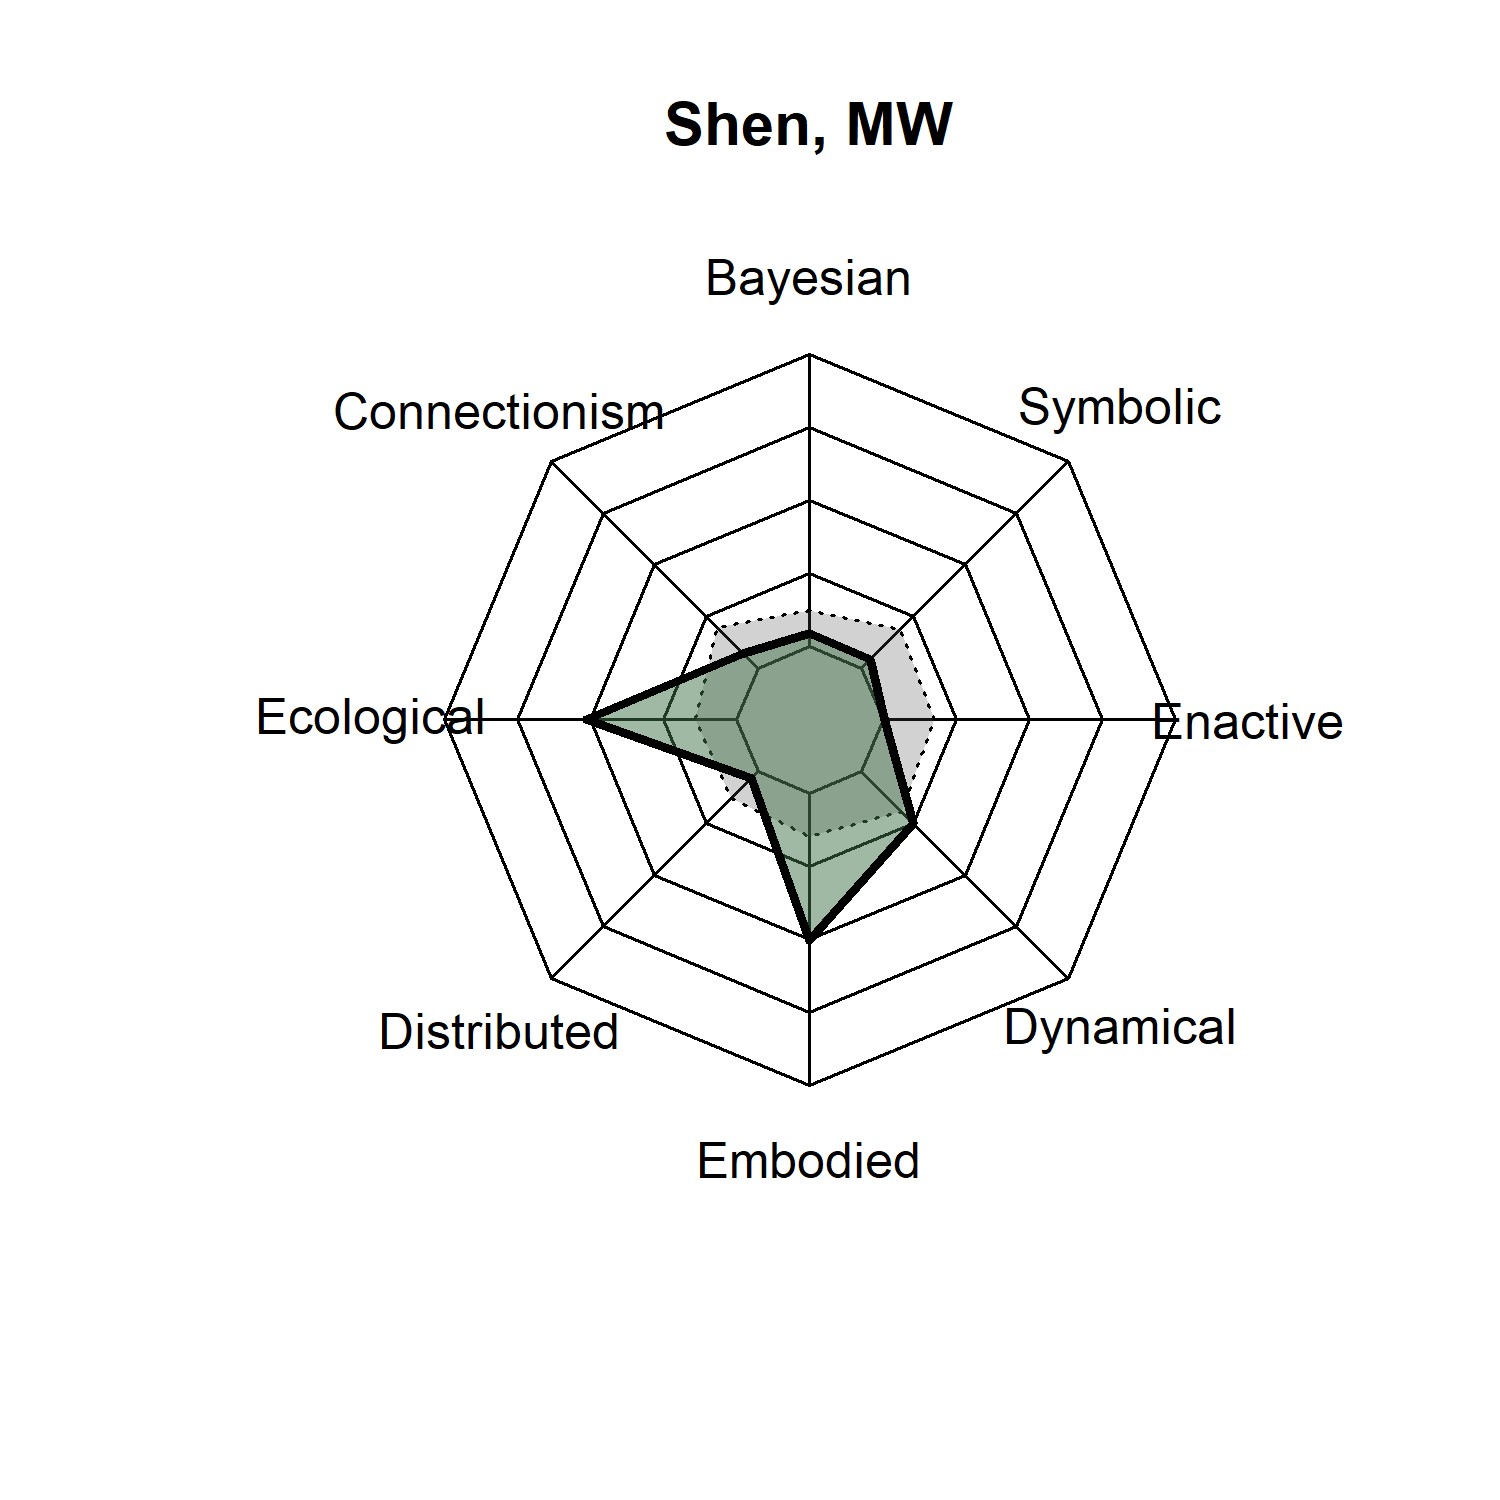 Shen, MW
Bayesian
Connectionism
Symbolic
Ecological
Enactive
Distributed
Dynamical
Embodied